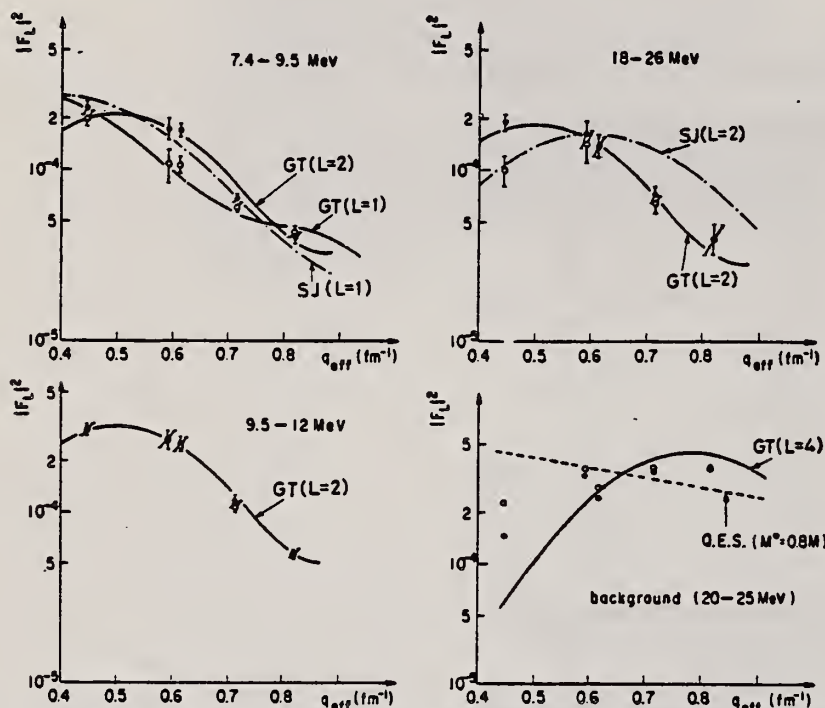 |F_L|²
5
2
10⁻⁴
5
10⁻⁵
7.4 – 9.5 MeV
GT(L=2)
GT(L=1)
SJ(L=1)
0.4 0.5 0.6 0.7 0.8 q_eff (fm⁻¹)
|F_L|²
5
2
10⁻⁴
5
10⁻⁵
18–26 MeV
SJ(L=2)
GT(L=2)
0.4 0.5 0.6 0.7 0.8 q_eff (fm⁻¹)
|F_L|²
5
2
10⁻⁴
5
10⁻⁵
9.5–12 MeV
GT(L=2)
0.4 0.5 0.6 0.7 0.8 q_eff (fm⁻¹)
|F_L|²
5
2
10⁻⁴
5
10⁻⁵
GT(L=4)
Q.E.S. (M*=0.8M)
background (20–25 MeV)
0.4 0.5 0.6 0.7 0.8 q_eff (fm⁻¹)